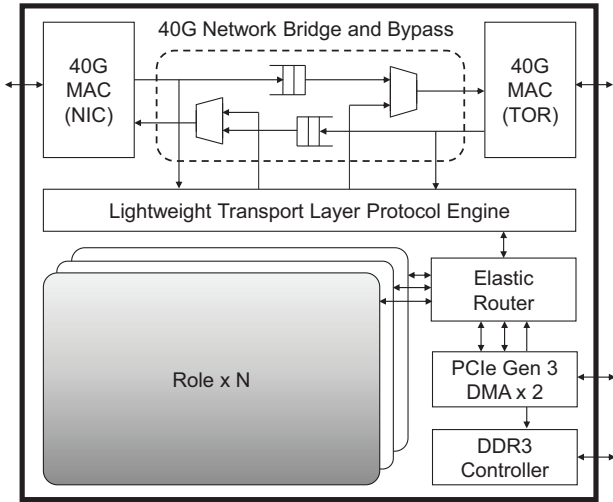 40G Network Bridge and Bypass
40G
MAC
(NIC)
40G
MAC
(TOR)
Lightweight Transport Layer Protocol Engine
Elastic
Router
Role x N
PCIe Gen 3
DMA x 2
DDR3
Controller